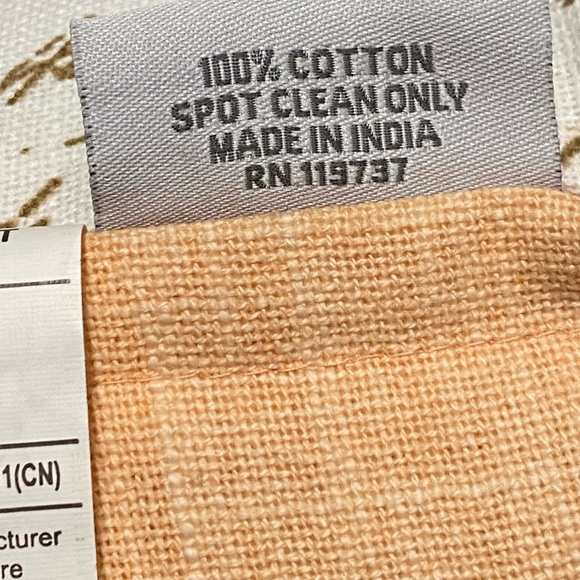 100% COTTON
SPOT CLEAN ONLY
MADE IN INDIA
RN 119737
1(CN)
cturer
re